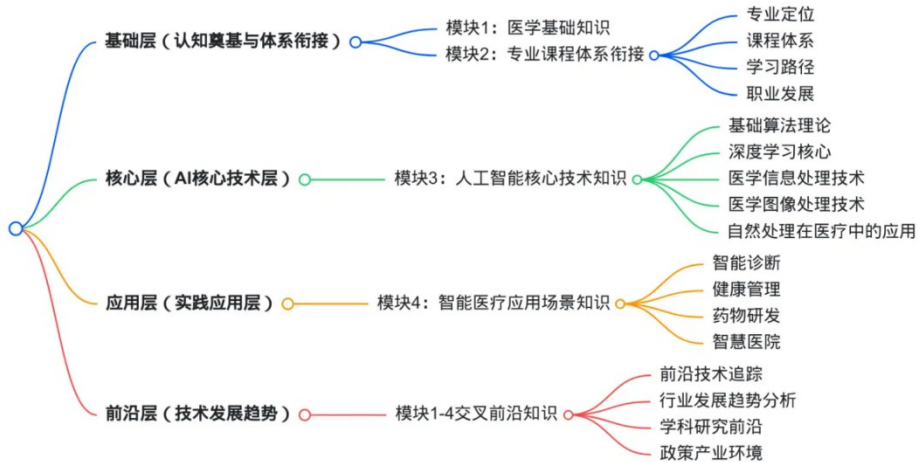 基础层（认知奠基与体系衔接）
模块1：医学基础知识
模块2：专业课程体系衔接
专业定位
课程体系
学习路径
职业发展
核心层（AI核心技术层）
模块3：人工智能核心技术知识
基础算法理论
深度学习核心
医学信息处理技术
医学图像处理技术
自然处理在医疗中的应用
应用层（实践应用层）
模块4：智能医疗应用场景知识
智能诊断
健康管理
药物研发
智慧医院
前沿层（技术发展趋势）
模块1-4交叉前沿知识
前沿技术追踪
行业发展趋势分析
学科研究前沿
政策产业环境